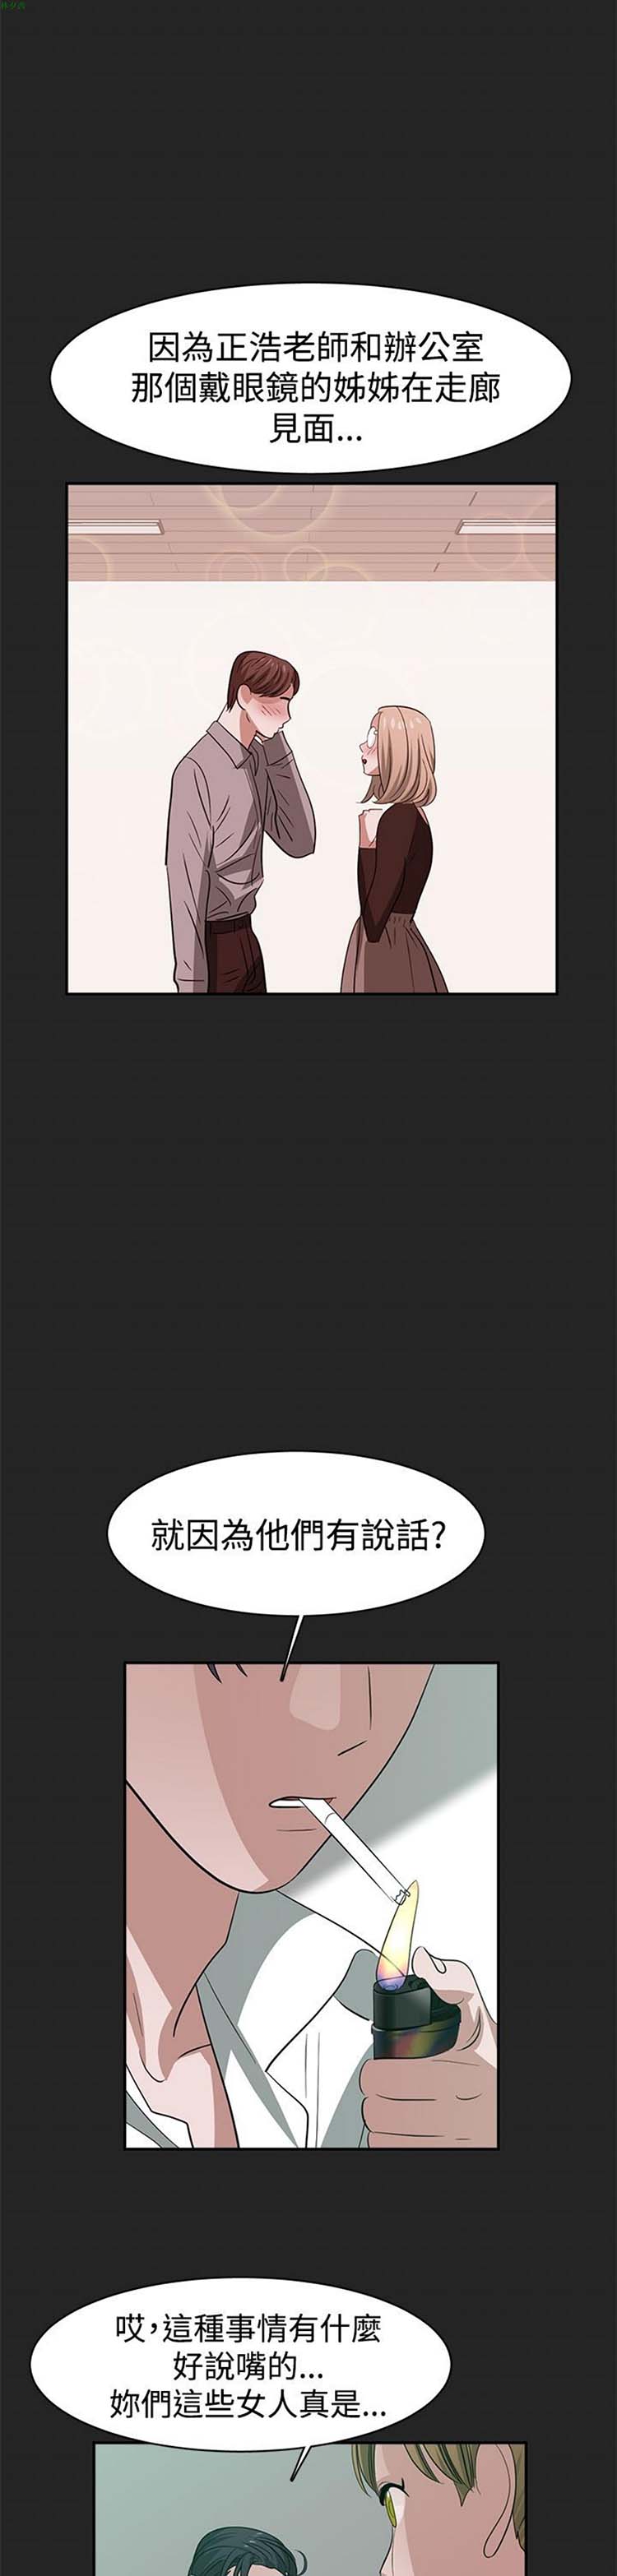 因為正浩老師和辦公室
那個戴眼鏡的姊姊在走廊
見面...
就因為他們有說話?
哎,這種事情有什麼
好說嘴的...
妳們這些女人真是...